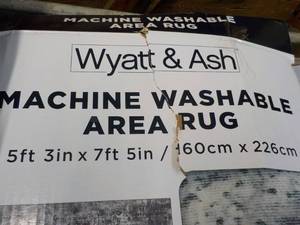 MACHINE WASHABLE
AREA RUG
Wyatt & Ash
MACHINE WASHABLE
AREA RUG
5ft 3in x 7ft 5in / 160cm x 226cm